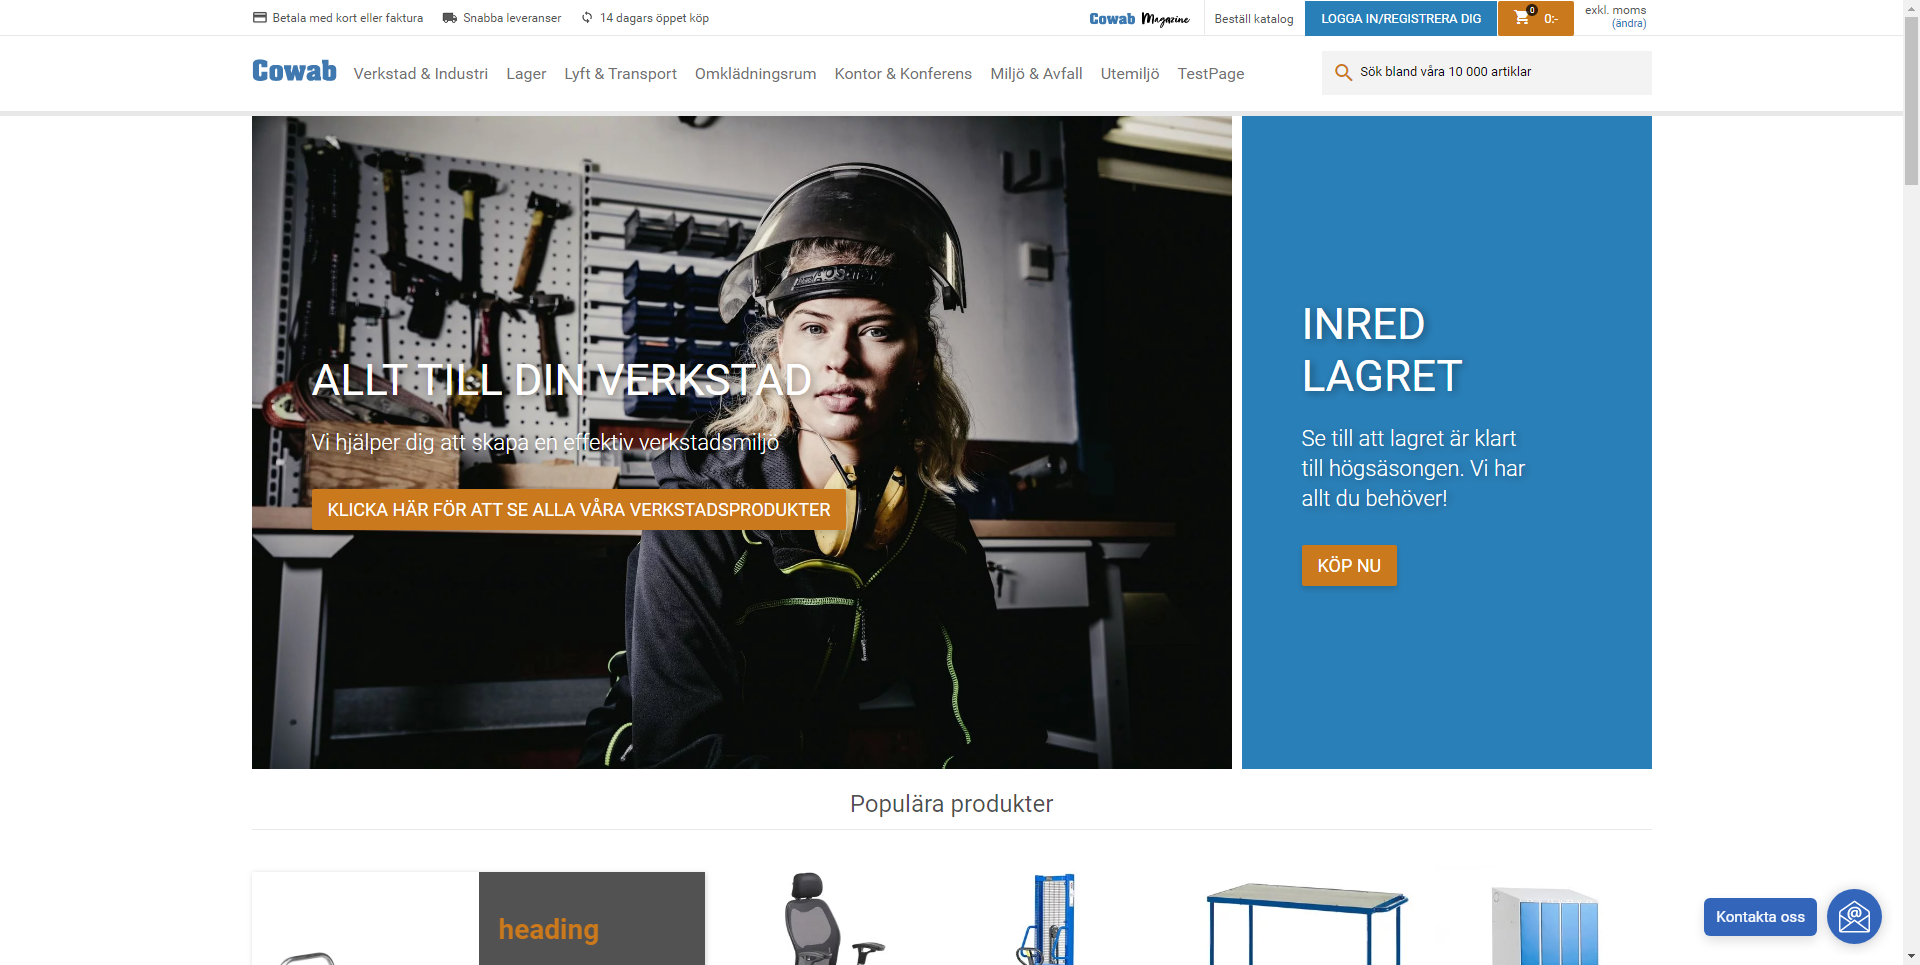 Betala med kort eller faktura
Snabba leveranser
14 dagars öppet köp
Cowab Magazine
Beställ katalog
LOGGA IN/REGISTRERA DIG
0
0:-
exkl. moms
(ändra)
Cowab
Verkstad & Industri
Lager
Lyft & Transport
Omklädningsrum
Kontor & Konferens
Miljö & Avfall
Utemiljö
TestPage
Sök bland våra 10 000 artiklar
ALLT TILL DIN VERKSTAD
Vi hjälper dig att skapa en effektiv verkstadsmiljö
KLICKA HÄR FÖR ATT SE ALLA VÅRA VERKSTADSPRODUKTER
INRED
LAGRET
Se till att lagret är klart
till högsäsongen. Vi har
allt du behöver!
KÖP NU
Populära produkter
heading
Kontakta oss